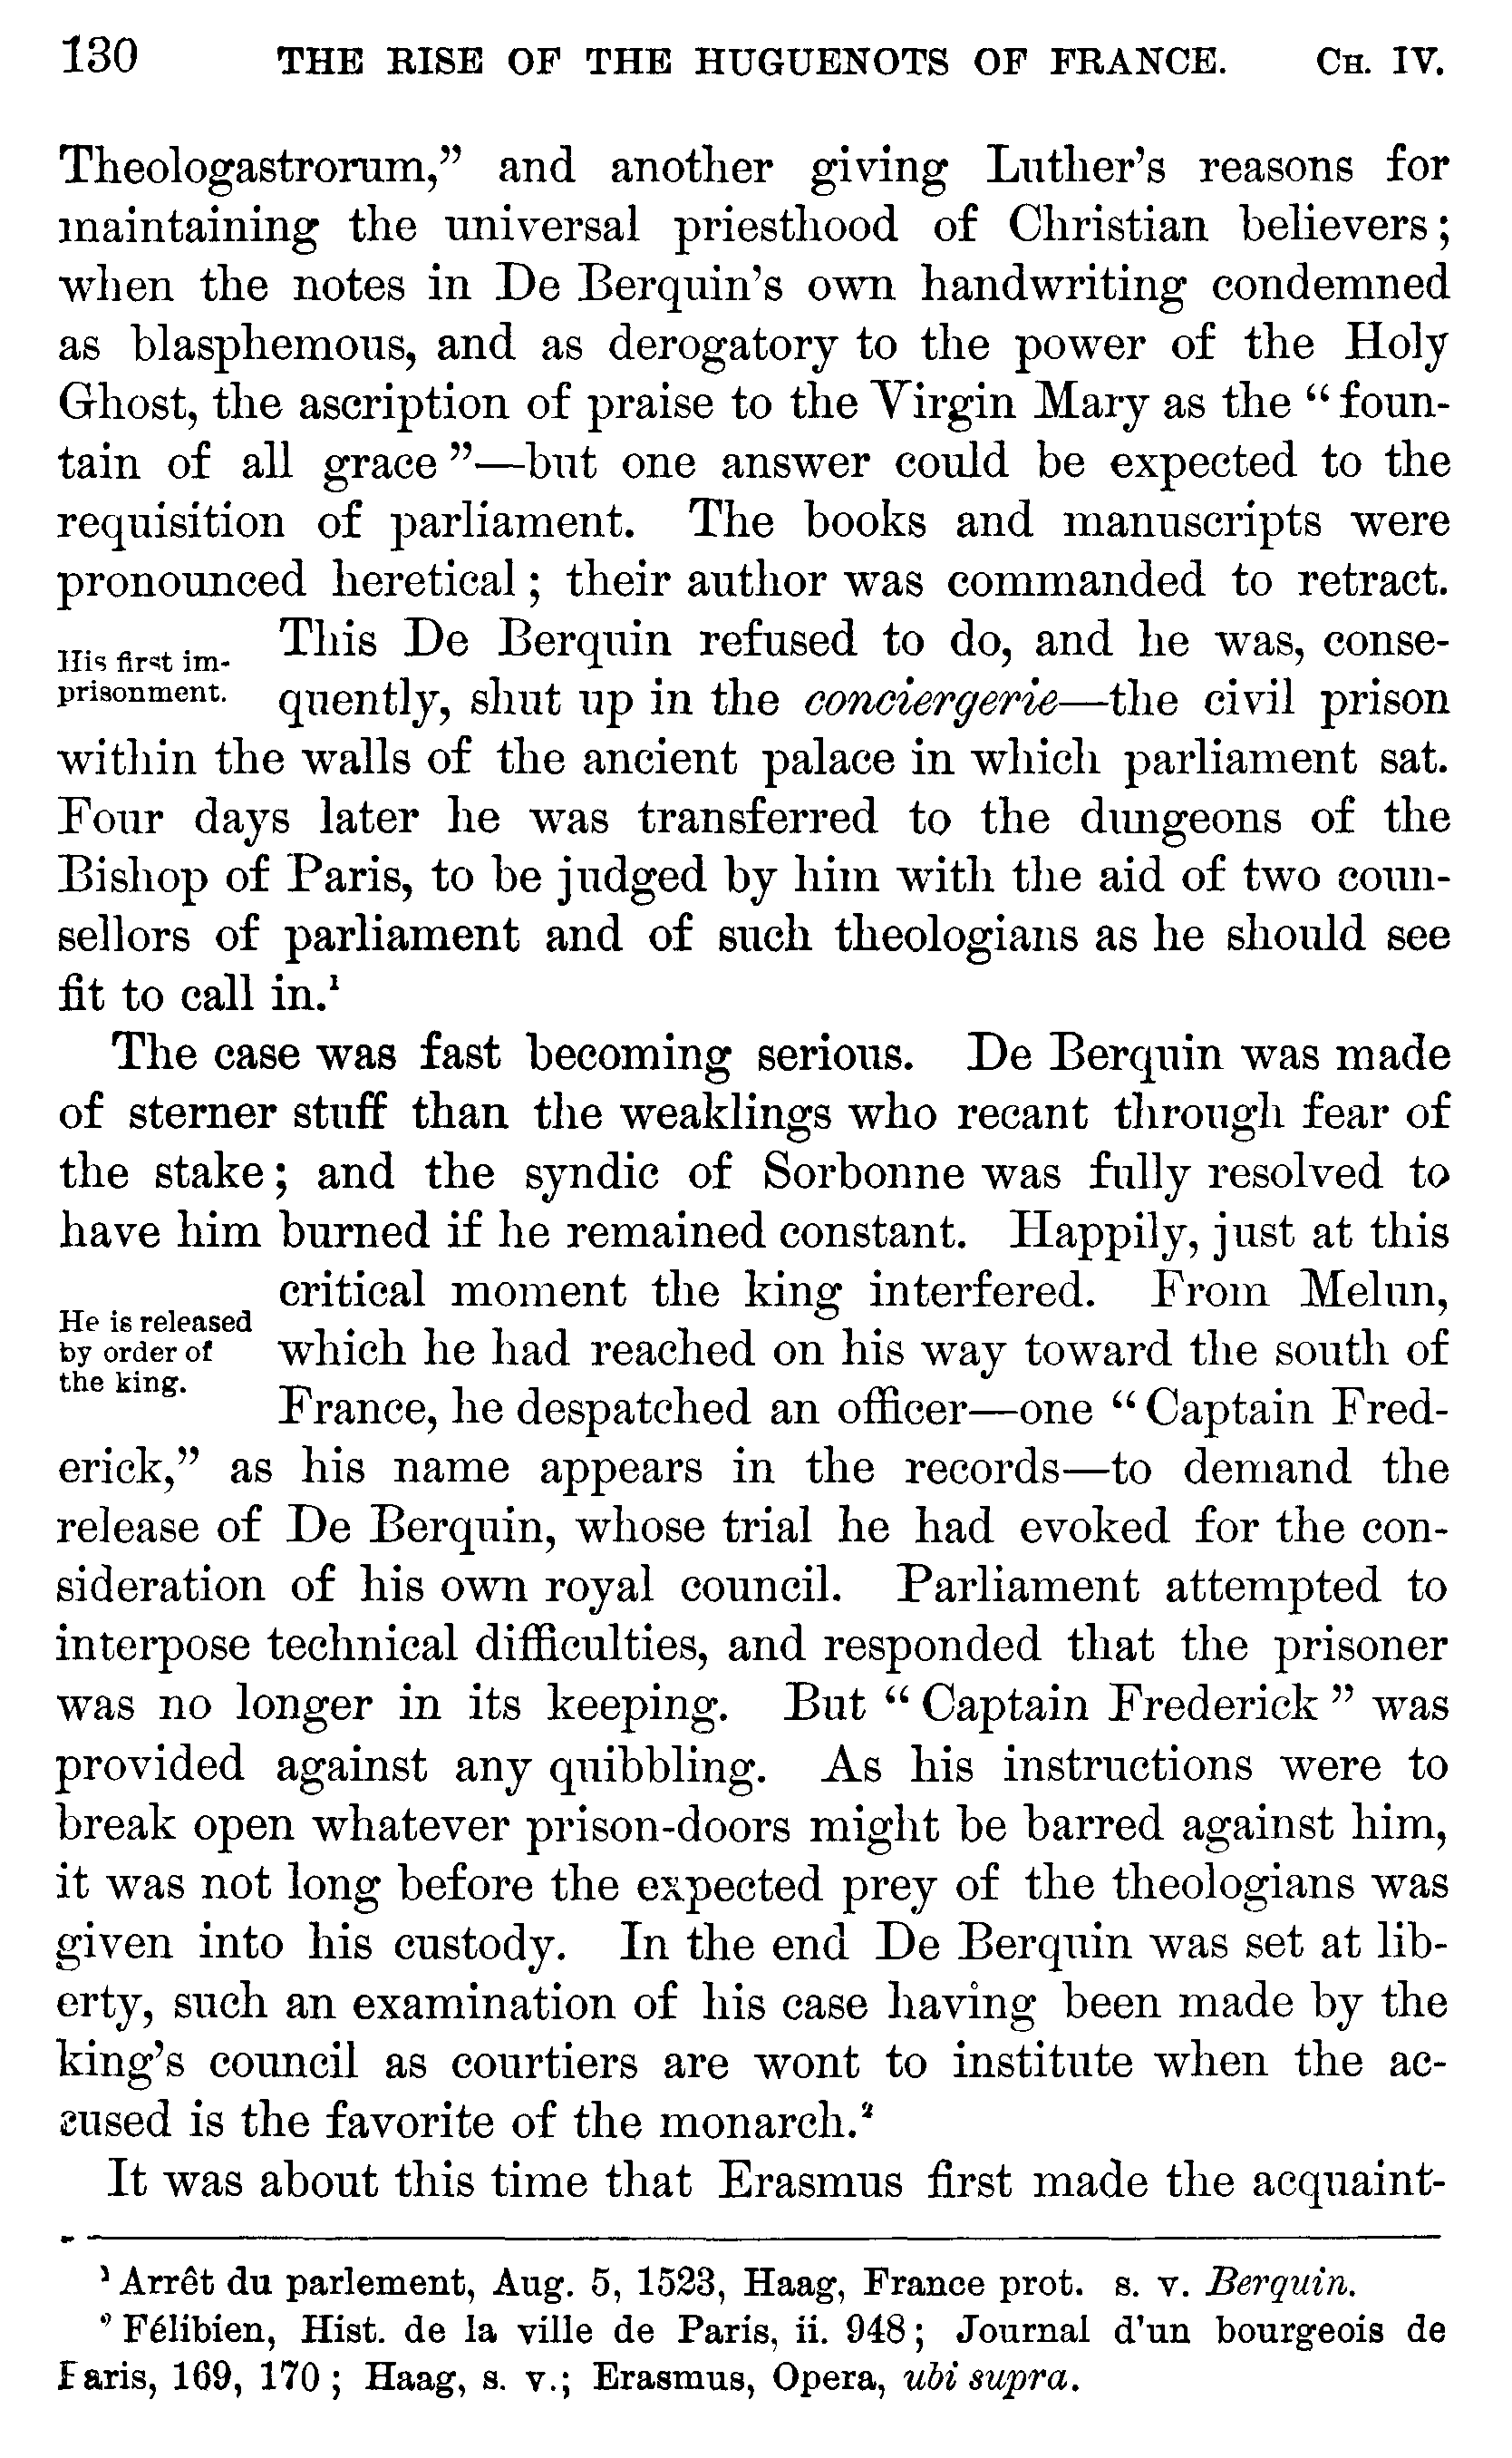 130 THE RISE OF THE HUGUENOTS OF FRANCE. CH. IV.
Theologastrorum,” and another giving Luther’s reasons for
maintaining the universal priesthood of Christian believers;
when the notes in De Berquin’s own handwriting condemned
as blasphemous, and as derogatory to the power of the Holy
Ghost, the ascription of praise to the Virgin Mary as the “foun-
tain of all grace”—but one answer could be expected to the
requisition of parliament. The books and manuscripts were
pronounced heretical; their author was commanded to retract.
His first im-
prisonment.
This De Berquin refused to do, and he was, conse-
quently, shut up in the conciergerie—the civil prison
within the walls of the ancient palace in which parliament sat.
Four days later he was transferred to the dungeons of the
Bishop of Paris, to be judged by him with the aid of two coun-
sellors of parliament and of such theologians as he should see
fit to call in.¹
The case was fast becoming serious. De Berquin was made
of sterner stuff than the weaklings who recant through fear of
the stake; and the syndic of Sorbonne was fully resolved to
have him burned if he remained constant. Happily, just at this
He is released
by order of
the king.
critical moment the king interfered. From Melun,
which he had reached on his way toward the south of
France, he despatched an officer—one “Captain Fred-
erick,” as his name appears in the records—to demand the
release of De Berquin, whose trial he had evoked for the con-
sideration of his own royal council. Parliament attempted to
interpose technical difficulties, and responded that the prisoner
was no longer in its keeping. But “Captain Frederick” was
provided against any quibbling. As his instructions were to
break open whatever prison-doors might be barred against him,
it was not long before the expected prey of the theologians was
given into his custody. In the end De Berquin was set at lib-
erty, such an examination of his case having been made by the
king’s council as courtiers are wont to institute when the ac-
cused is the favorite of the monarch.²
It was about this time that Erasmus first made the acquaint-
¹ Arrêt du parlement, Aug. 5, 1523, Haag, France prot. s. v. Berquin.
² Félibien, Hist. de la ville de Paris, ii. 948; Journal d’un bourgeois de
Paris, 169, 170; Haag, s. v.; Erasmus, Opera, ubi supra.